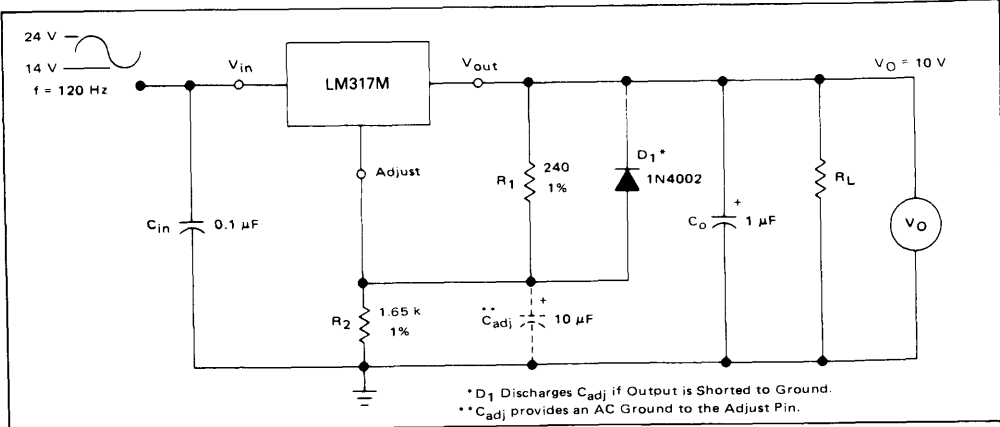 24 V
14 V
f = 120 Hz
Vin
LM317M
Vout
VO = 10 V
Adjust
R1
240
1%
D1*
1N4002
Cin
0.1 µF
CO
+
1 µF
RL
VO
R2
1.65 k
1%
**
Cadj
+
10 µF
*D1 Discharges Cadj if Output is Shorted to Ground.
**Cadj provides an AC Ground to the Adjust Pin.